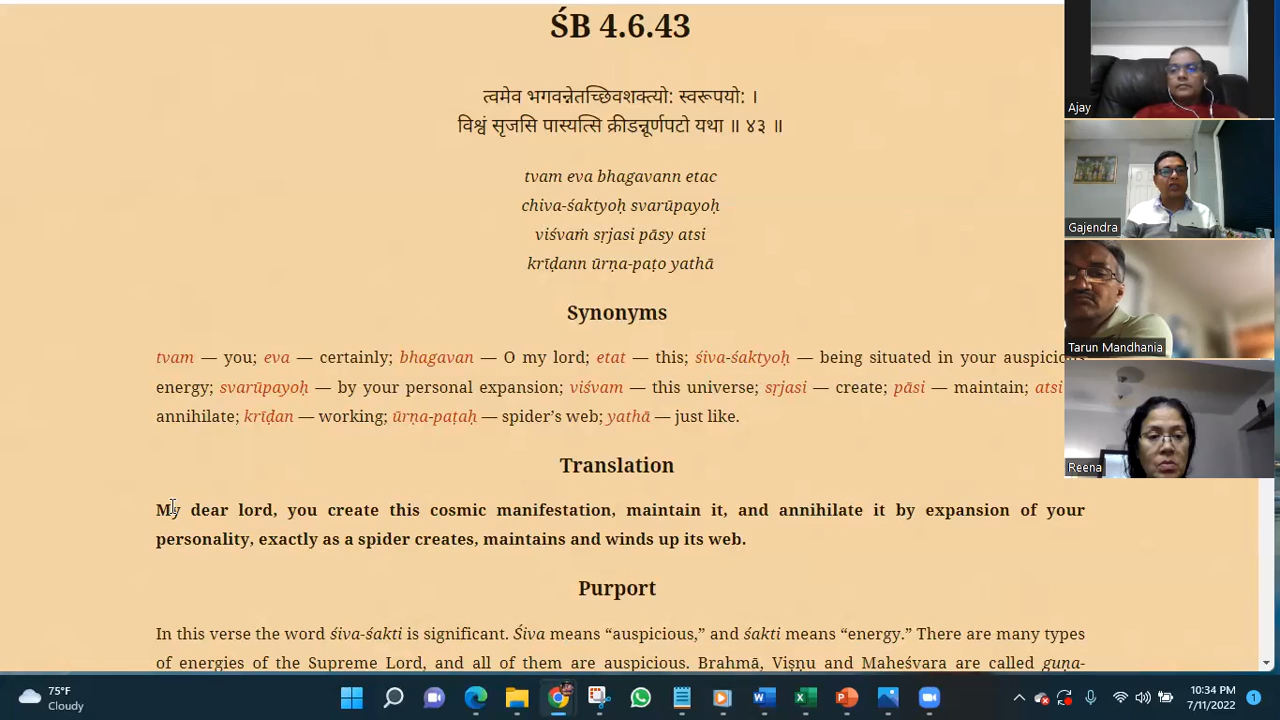 ŚB 4.6.43
त्वमेव भगवन्नेतच्छिवशक्त्यो: स्वरूपयो: ।
विश्वं सृजसि पास्यत्सि क्रीडन्नूर्णपटो यथा ॥ ४३ ॥
tvam eva bhagavann etac
chiva-śaktyoḥ svarūpayoḥ
viśvaṁ sṛjasi pāsy atsi
krīḍann ūrṇa-paṭo yathā
Synonyms
tvam — you; eva — certainly; bhagavan — O my lord; etat — this; śiva-śaktyoḥ — being situated in your auspicious
energy; svarūpayoḥ — by your personal expansion; viśvam — this universe; sṛjasi — create; pāsi — maintain; atsi
annihilate; krīḍan — working; ūrṇa-paṭaḥ — spider’s web; yathā — just like.
Translation
My dear lord, you create this cosmic manifestation, maintain it, and annihilate it by expansion of your
personality, exactly as a spider creates, maintains and winds up its web.
Purport
In this verse the word śiva-śakti is significant. Śiva means “auspicious,” and śakti means “energy.” There are many types
of energies of the Supreme Lord, and all of them are auspicious. Brahmā, Viṣṇu and Maheśvara are called guṇa-
Ajay
Gajendra
Tarun Mandhania
Reena
75°F
Cloudy
10:34 PM
7/11/2022
1